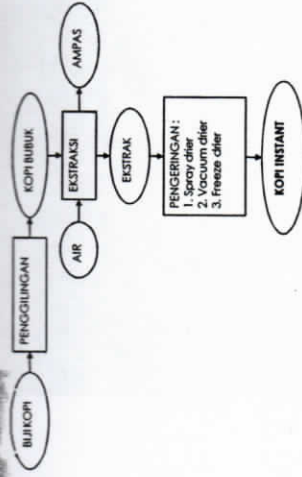 BIJI KOPI
PENGGILINGAN
KOPI BUBUK
AIR
EKSTRAKSI
AMPAS
EKSTRAK
PENGERINGAN :
1. Spray drier
2. Vacuum drier
3. Freeze drier
KOPI INSTANT